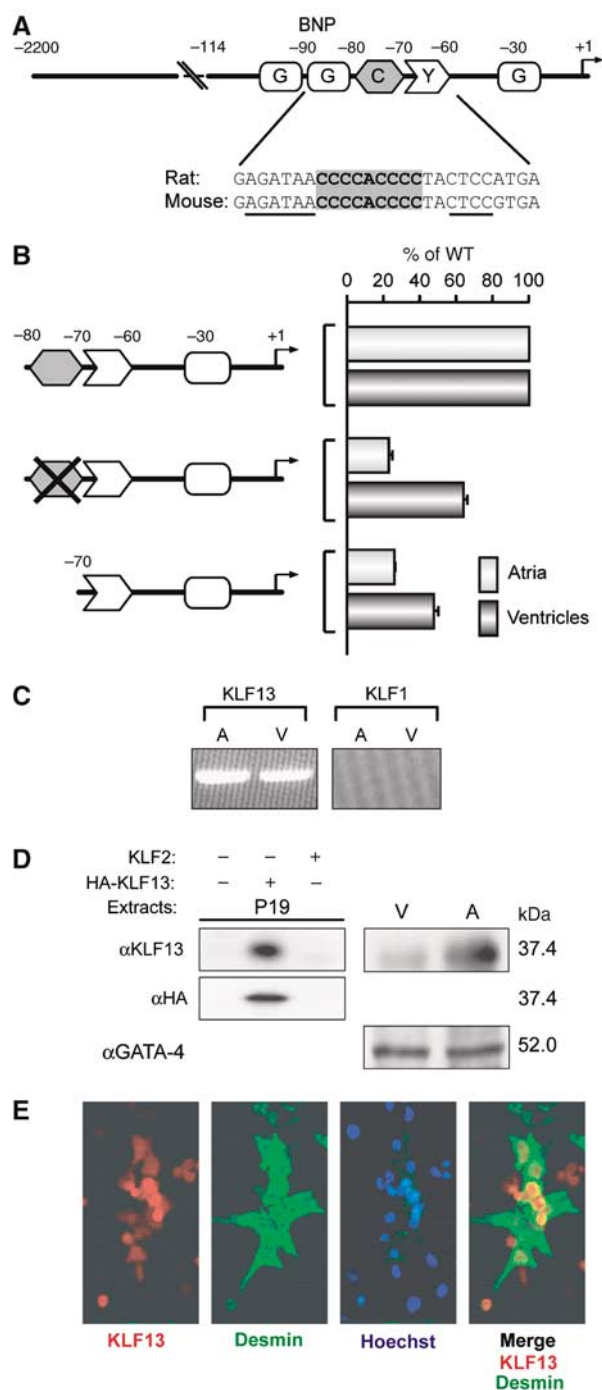 A
BNP
–2200
–114
–90 –80 –70 –60 –30 +1
G G C Y G
Rat: GAGATAACCCCACCCCTACTCCATGA
Mouse: GAGATAACCCCACCCCTACTCCGTGA
B
% of WT
0 20 40 60 80 100
–80 –70 –60 –30 +1
–70
Atria
Ventricles
C
KLF13 KLF1
A V A V
D
KLF2: – – +
HA-KLF13: – + –
Extracts: P19 V A kDa
αKLF13 37.4
αHA 37.4
αGATA-4 52.0
E
KLF13 Desmin Hoechst Merge
KLF13
Desmin